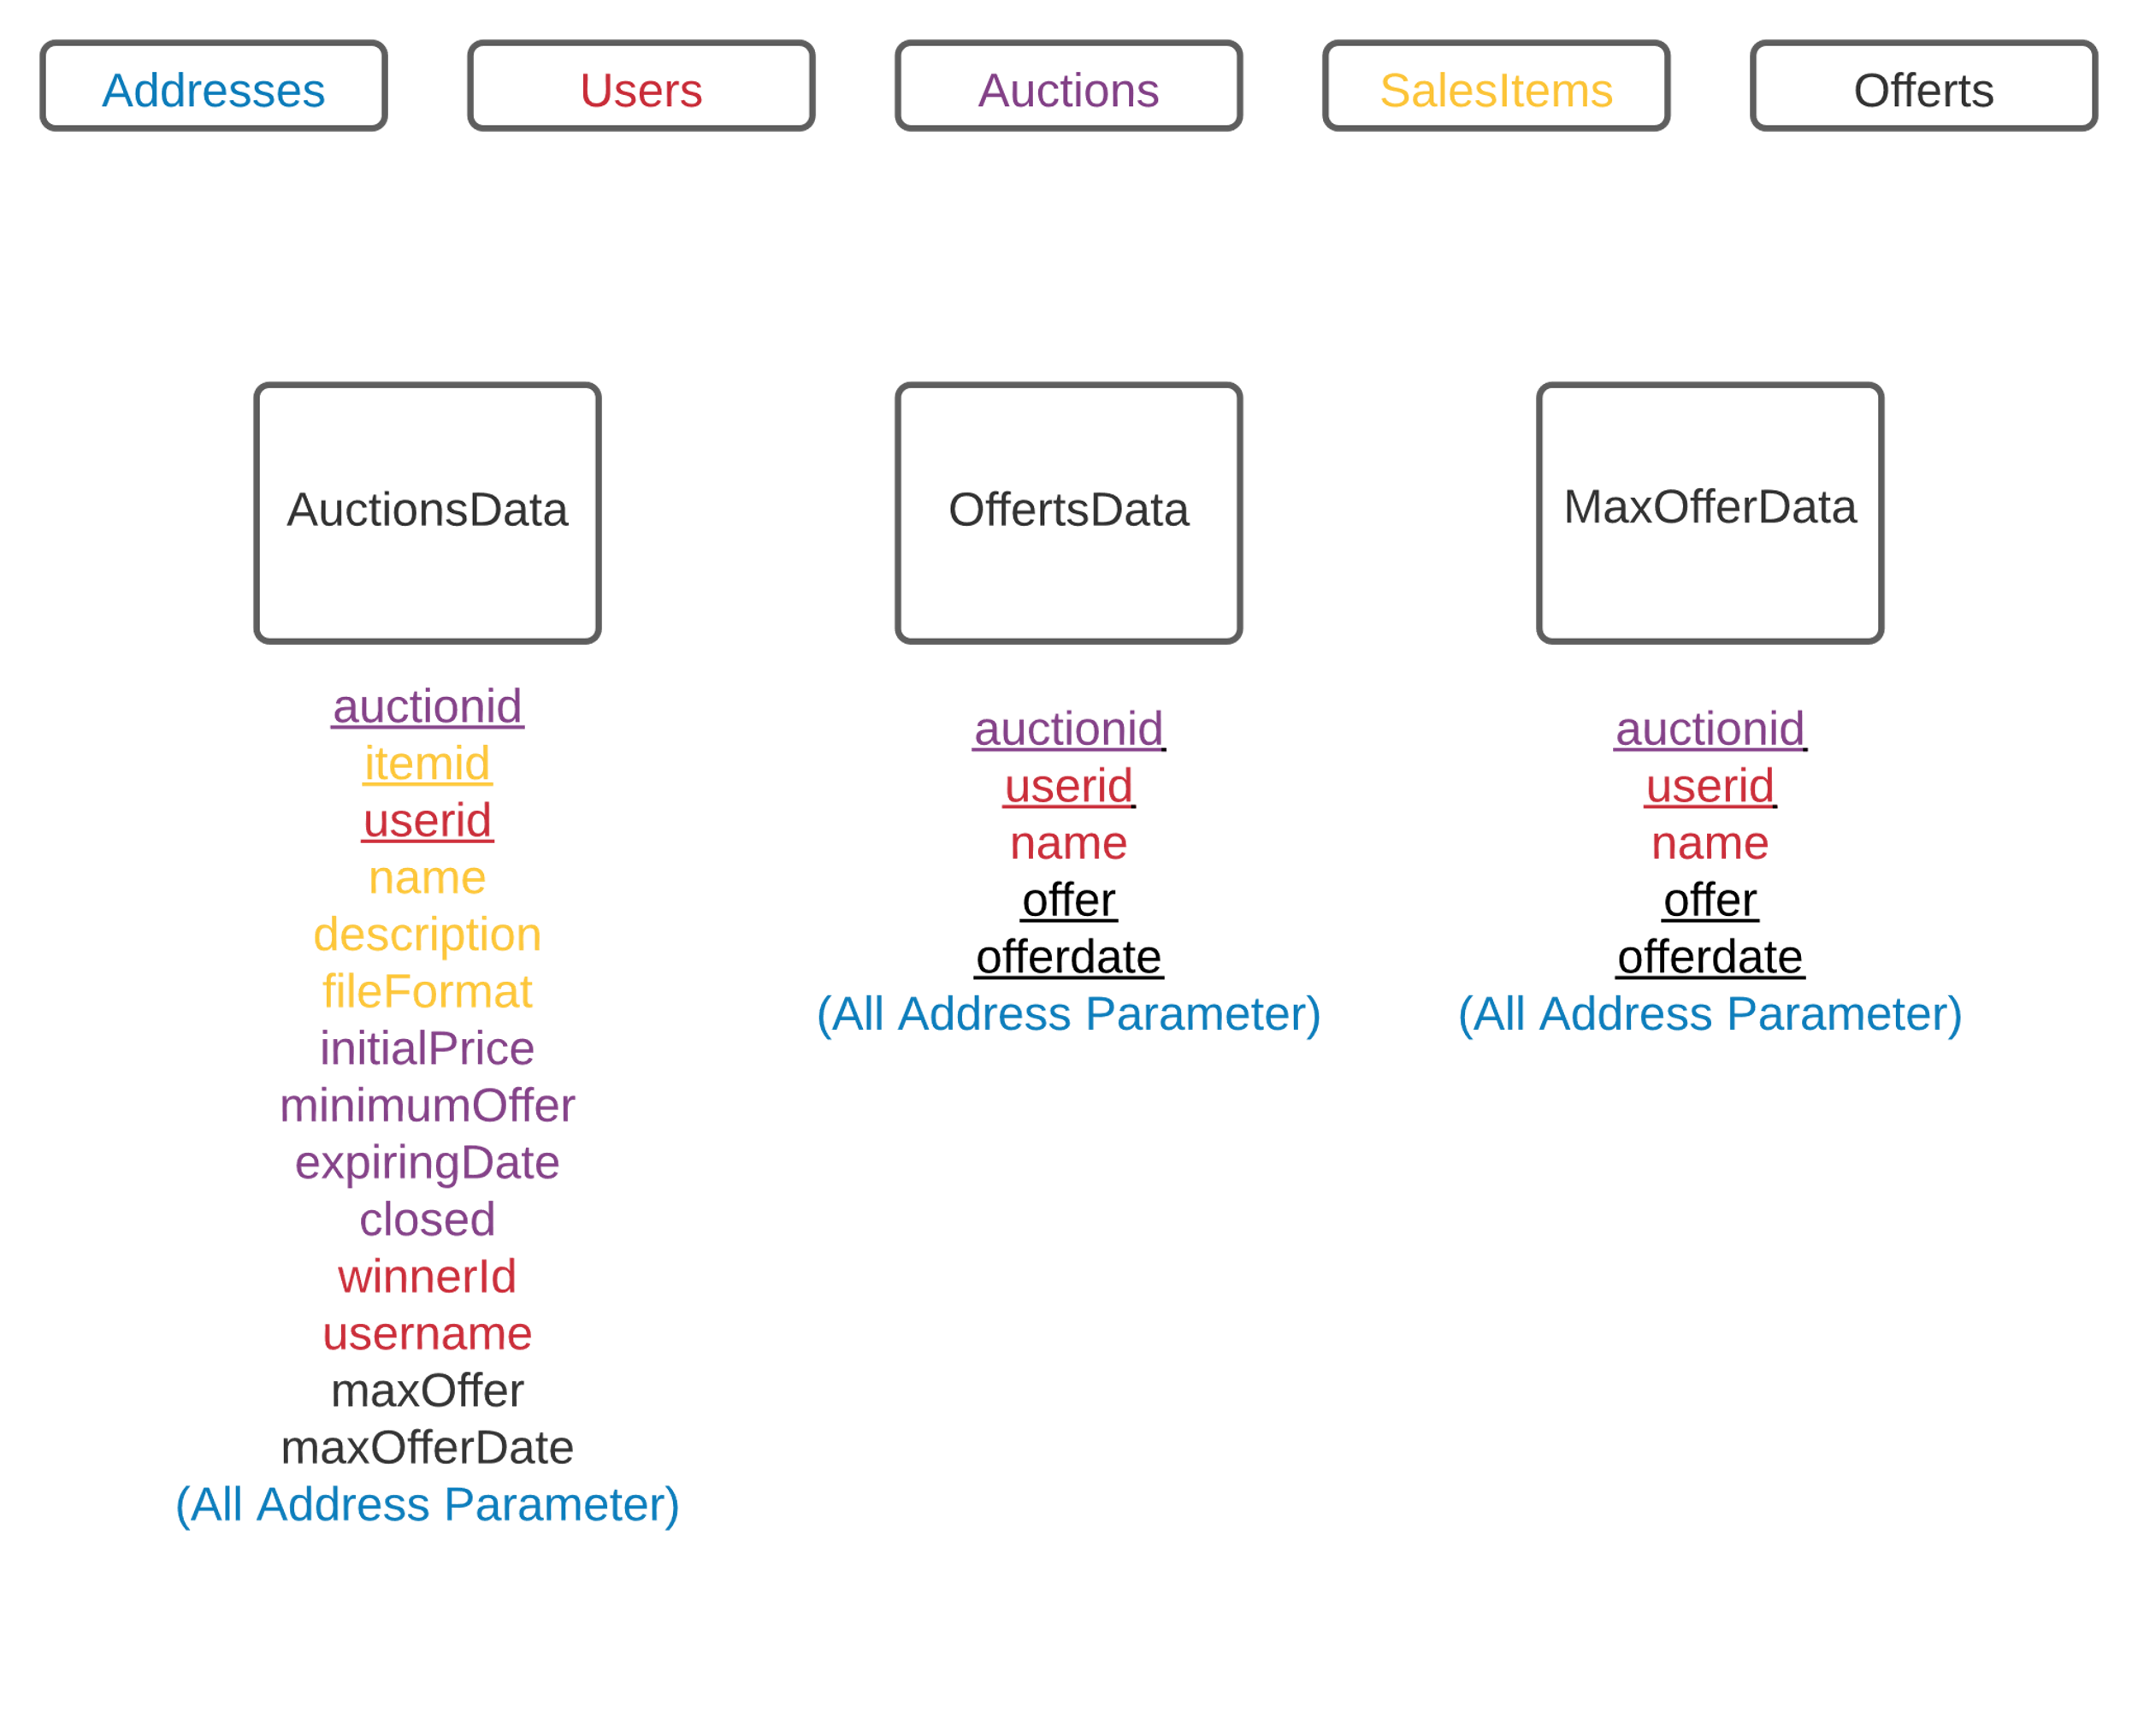 Addresses
Users
Auctions
SalesItems
Offerts
AuctionsData
auctionid
itemid
userid
name
description
fileFormat
initialPrice
minimumOffer
expiringDate
closed
winnerId
username
maxOffer
maxOfferDate
(All Address Parameter)
OffertsData
auctionid
userid
name
offer
offerdate
(All Address Parameter)
MaxOfferData
auctionid
userid
name
offer
offerdate
(All Address Parameter)